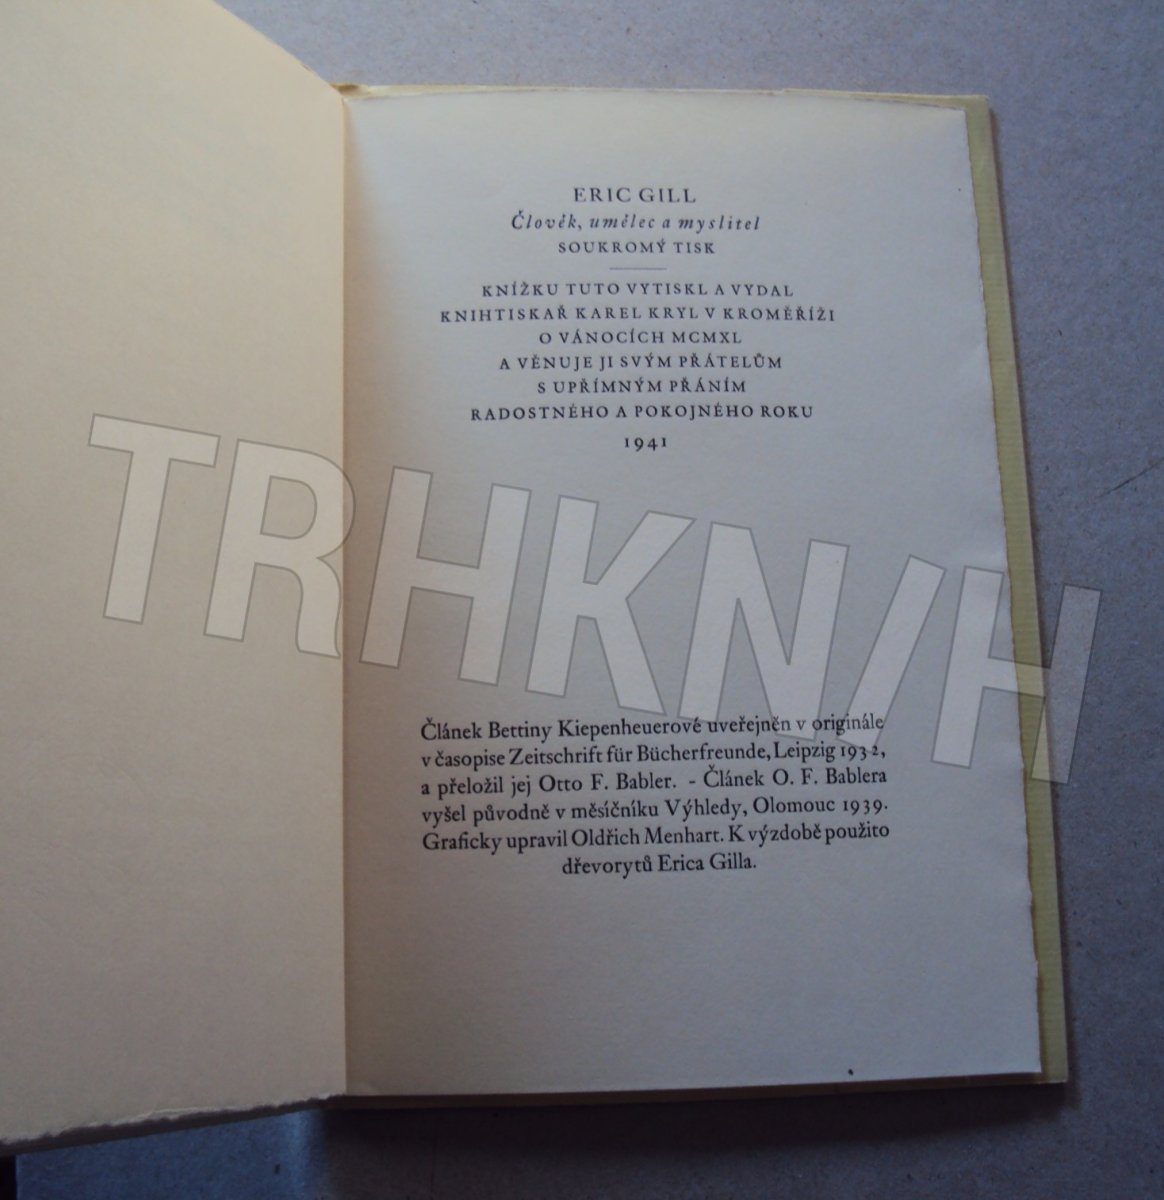 ERIC GILL
Člověk, umělec a myslitel
SOUKROMÝ TISK
KNÍŽKU TUTO VYTISKL A VYDAL
KNIHTISKAŘ KAREL KRYL V KROMĚŘÍŽI
O VÁNOCÍCH MCMXL
A VĚNUJE JI SVÝM PŘÁTELŮM
S UPŘÍMNÝM PŘÁNÍM
RADOSTNÉHO A POKOJNÉHO ROKU
1941
TRHKN/H
Článek Bettiny Kiepenheuerové uveřejněn v originále
v časopise Zeitschrift für Bücherfreunde, Leipzig 1932,
a přeložil jej Otto F. Babler. - Článek O. F. Bablera
vyšel původně v měsíčníku Výhledy, Olomouc 1939.
Graficky upravil Oldřich Menhart. K výzdobě použito
dřevorytů Erica Gilla.